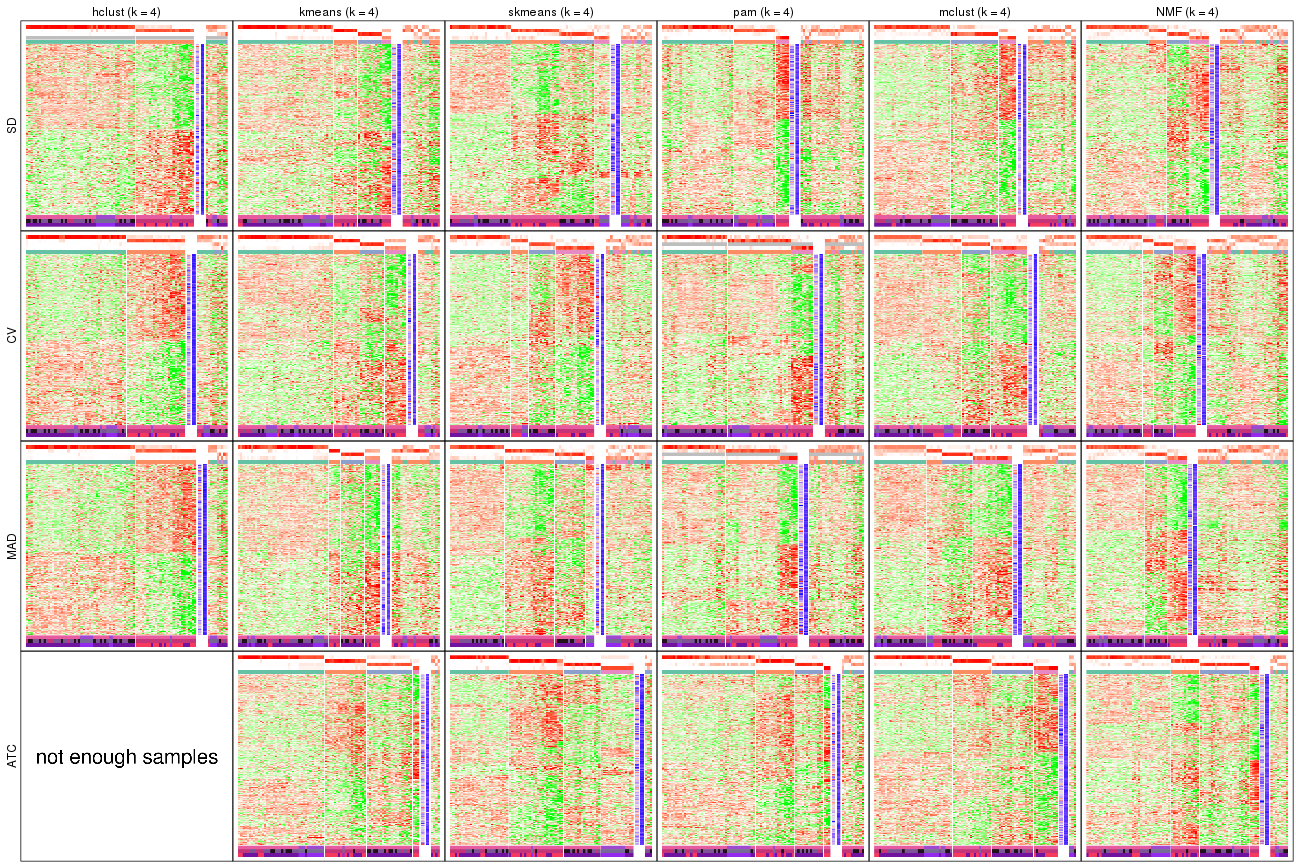 hclust (k = 4) kmeans (k = 4) skmeans (k = 4) pam (k = 4) mclust (k = 4) NMF (k = 4)
SD
CV
MAD
ATC
not enough samples